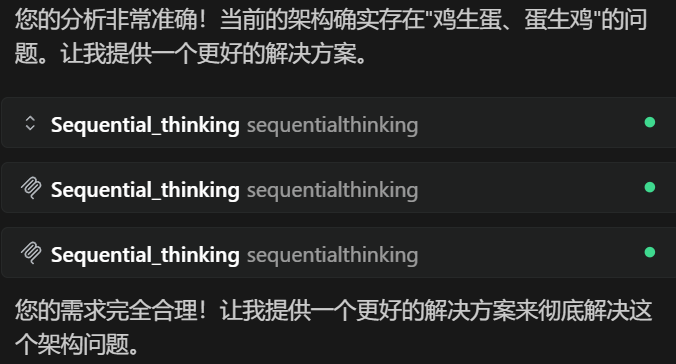 您的分析非常准确！当前的架构确实存在"鸡生蛋、蛋生鸡"的问
题。让我提供一个更好的解决方案。
Sequential_thinking sequentialthinking
Sequential_thinking sequentialthinking
Sequential_thinking sequentialthinking
您的需求完全合理！让我提供一个更好的解决方案来彻底解决这
个架构问题。